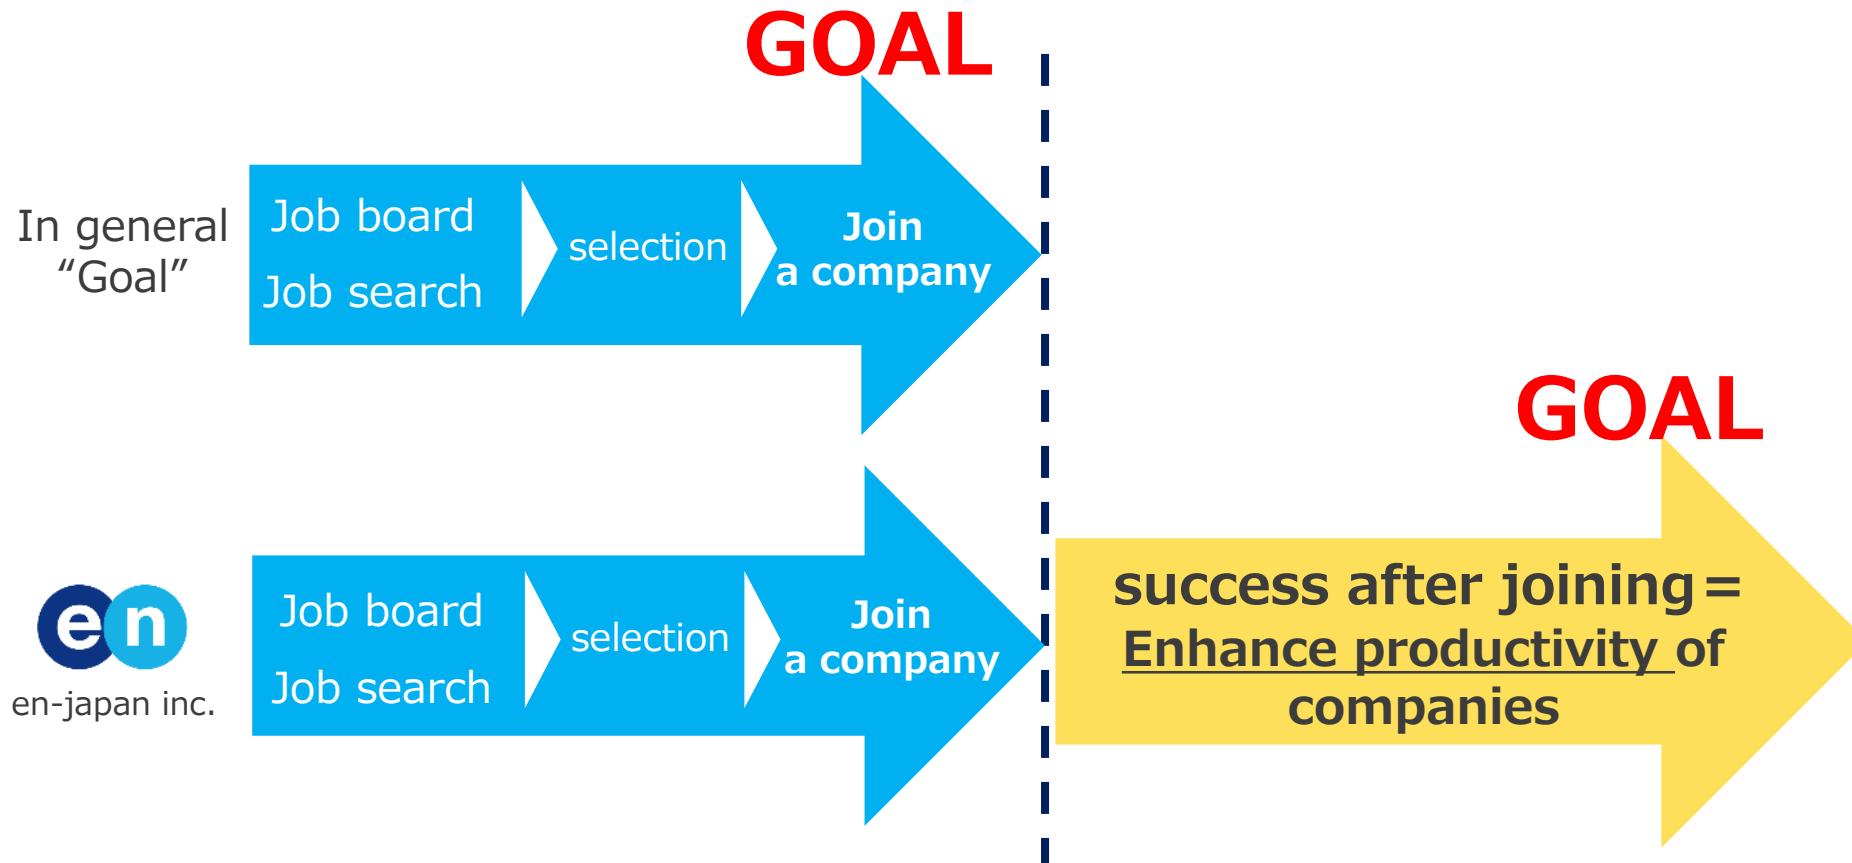 GOAL
In general
“Goal”
Job board
Job search
selection
Join
a company
GOAL
en
en-japan inc.
Job board
Job search
selection
Join
a company
success after joining=
Enhance productivity of
companies